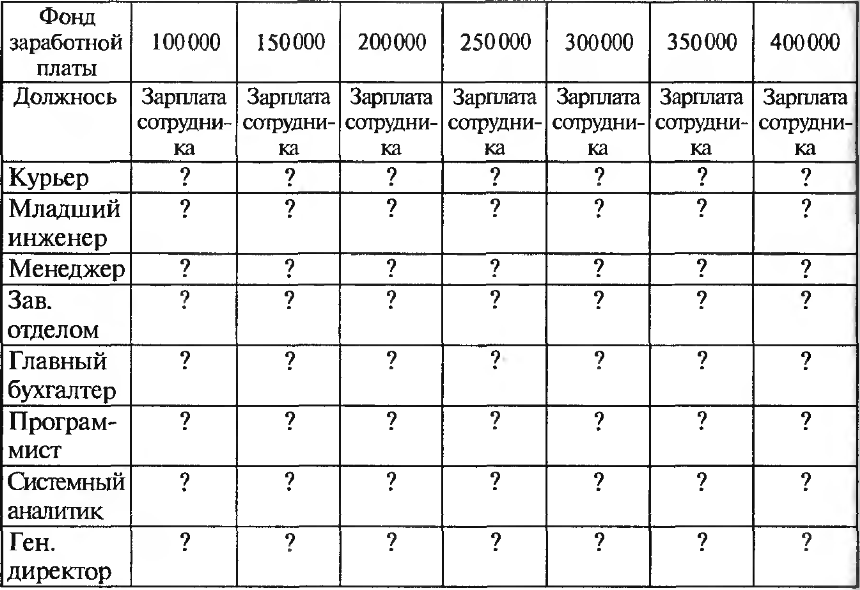 Фонд
заработной
платы
100000 150000 200000 250000 300000 350000 400000
Должнось Зарплата Зарплата Зарплата Зарплата Зарплата Зарплата Зарплата
сотрудни- сотрудни- сотрудни- сотрудни- сотрудни- сотрудни- сотрудни-
ка ка ка ка ка ка ка
Курьер ? ? ? ? ? ? ?
Младший ? ? ? ? ? ? ?
инженер
Менеджер ? ? ? ? ? ? ?
Зав. ? ? ? ? ? ? ?
отделом
Главный ? ? ? ? ? ? ?
бухгалтер
Програм- ? ? ? ? ? ? ?
мист
Системный ? ? ? ? ? ? ?
аналитик
Ген. ? ? ? ? ? ? ?
директор